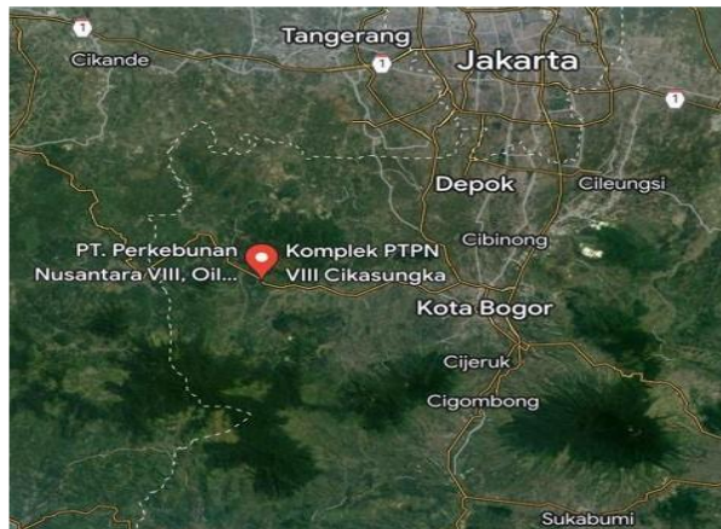 Tangerang
Jakarta
1
Cikande
1
1
Depok
Cileungsi
Cibinong
PT. Perkebunan
Nusantara VIII, Oil...
Komplek PTPN
VIII Cikasungka
Kota Bogor
Cijeruk
Cigombong
Sukabumi